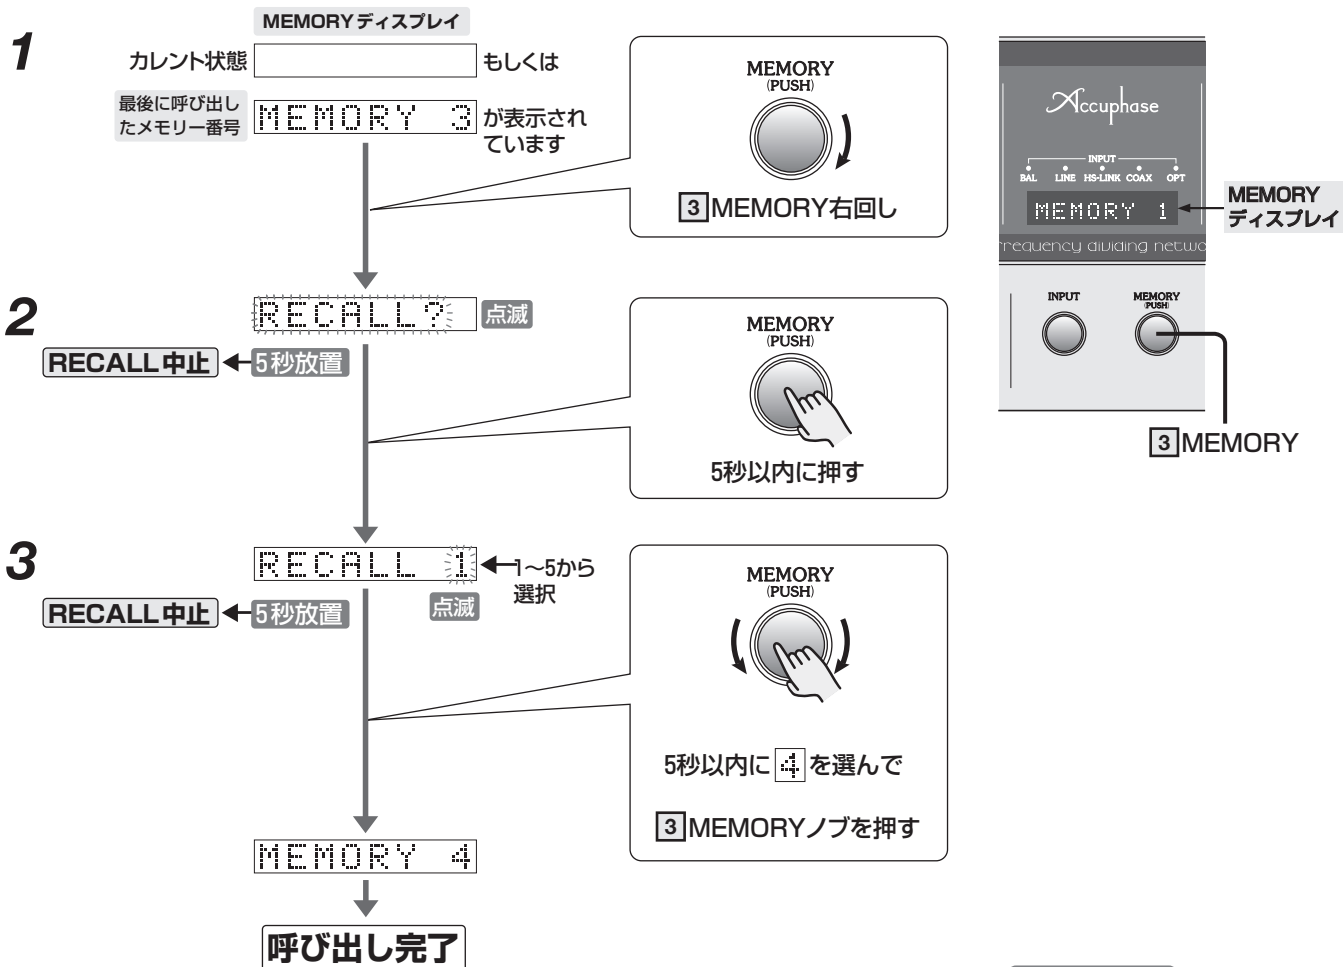 1
MEMORYディスプレイ
カレント状態
もしくは
最後に呼び出し
たメモリー番号
MEMORY 3
が表示され
ています
MEMORY
(PUSH)
3 MEMORY右回し
Accuphase
INPUT
BAL LINE HS-LINK COAX OPT
MEMORY 1
MEMORY
ディスプレイ
requency dividing netwo
INPUT
MEMORY
(PUSH)
3 MEMORY
2
RECALL?
点滅
RECALL中止
5秒放置
MEMORY
(PUSH)
5秒以内に押す
3
RECALL 1
1～5から
選択
RECALL中止
5秒放置
点滅
MEMORY
(PUSH)
5秒以内に 4 を選んで
3 MEMORYノブを押す
MEMORY 4
呼び出し完了